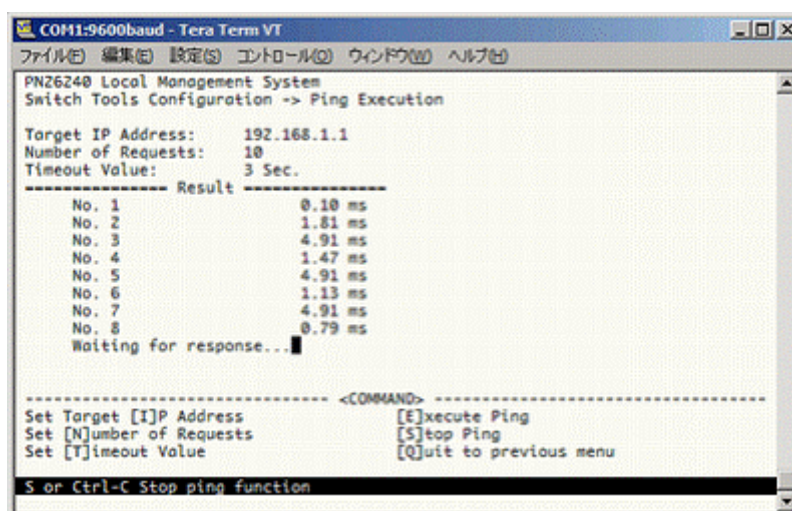 COM1:9600baud - Tera Term VT
ファイル(F) 編集(E) 設定(S) コントロール(O) ウィンドウ(W) ヘルプ(H)
PN26240 Local Management System
Switch Tools Configuration -> Ping Execution
Target IP Address: 192.168.1.1
Number of Requests: 10
Timeout Value: 3 Sec.
=============== Result ===============
No. 1 0.10 ms
No. 2 1.81 ms
No. 3 4.91 ms
No. 4 1.47 ms
No. 5 4.91 ms
No. 6 1.13 ms
No. 7 4.91 ms
No. 8 0.79 ms
Waiting for response...
-------------------------------- <COMMAND> -----------------------------------
Set Target [I]P Address [E]xecute Ping
Set [N]umber of Requests [S]top Ping
Set [T]imeout Value [Q]uit to previous menu
S or Ctrl-C Stop ping function